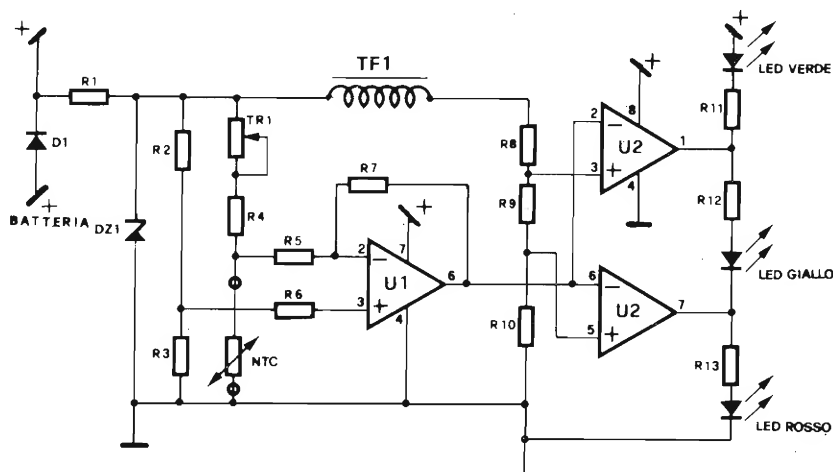 +
R1
TF1
+
+
LED VERDE
D1
R2
TR1
R8
2
−
8
U2
1
R11
3
+
4
+
BATTERIA
DZ1
R4
R7
+
R9
R12
R5
2
−
7
U1
6
LED GIALLO
R6
3
+
4
6
−
U2
7
5
+
R3
NTC
R10
R13
LED ROSSO